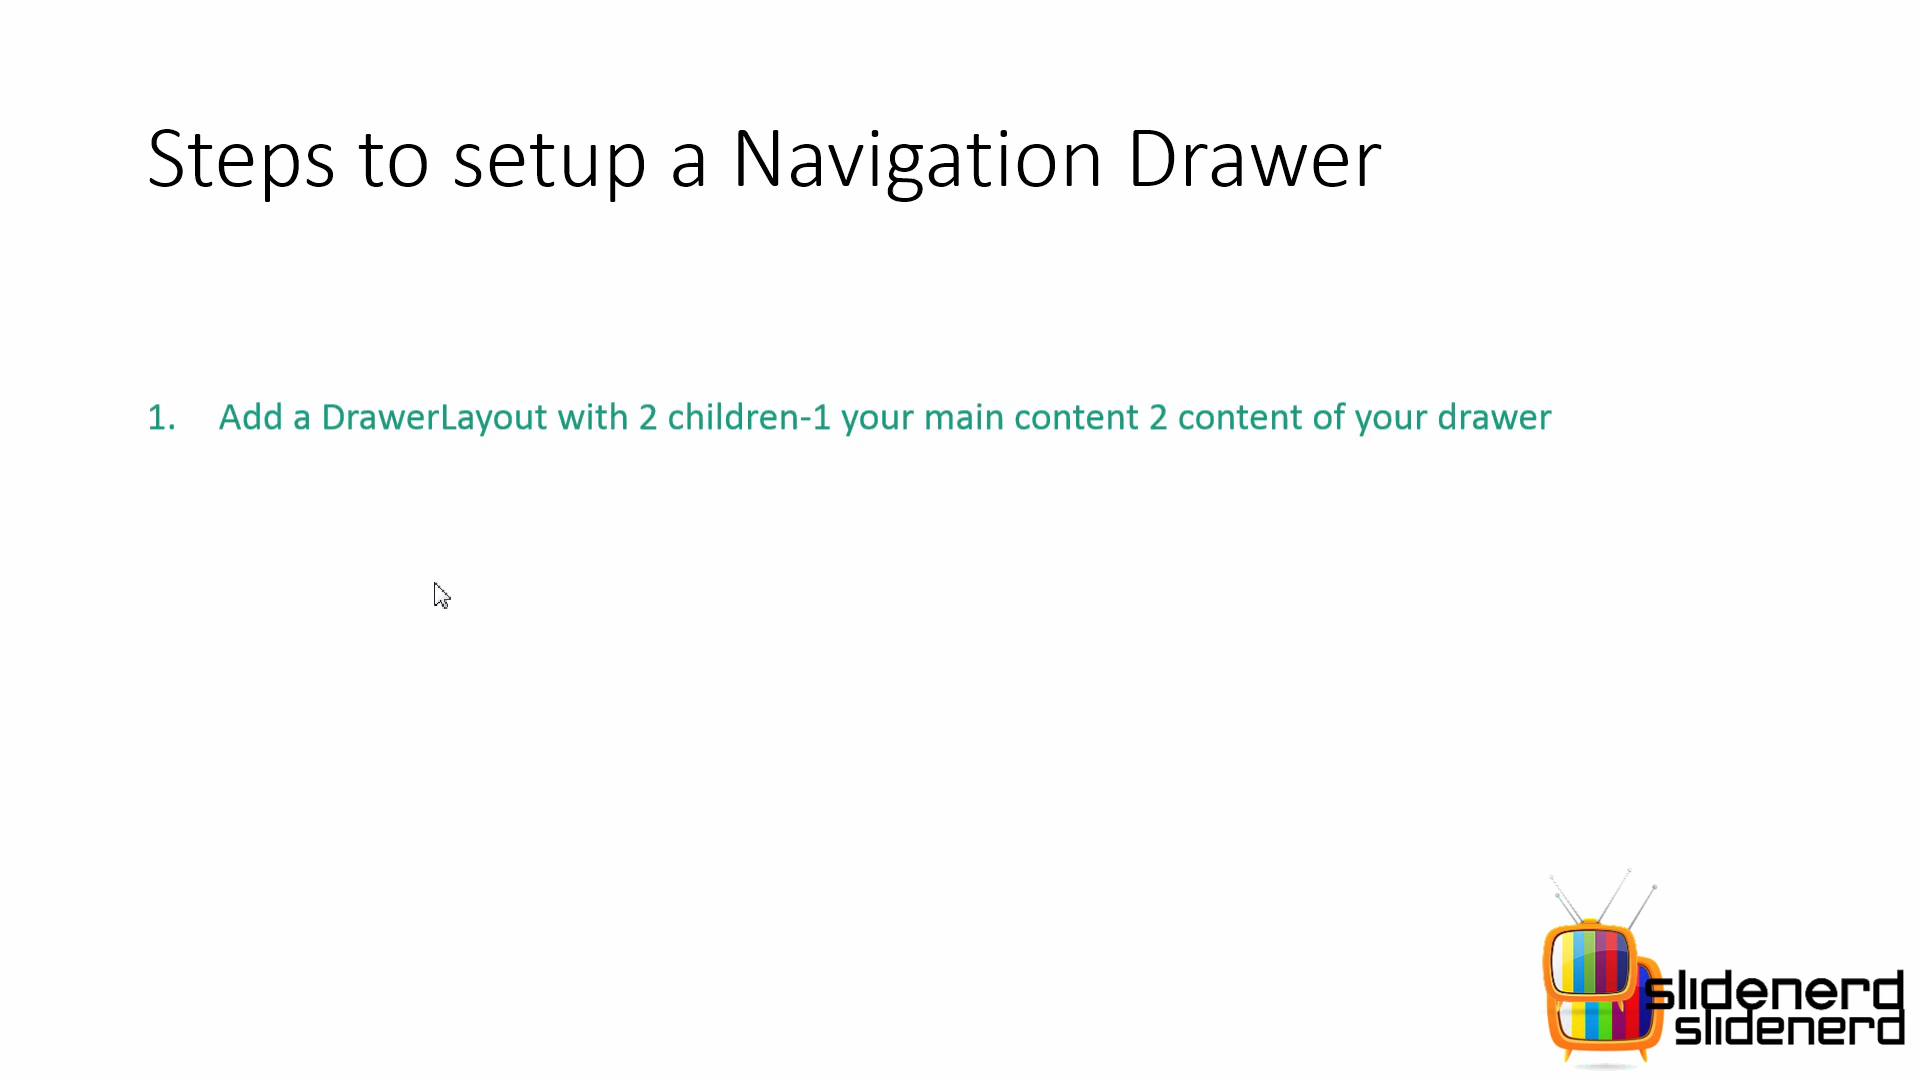 Steps to setup a Navigation Drawer
1. Add a DrawerLayout with 2 children-1 your main content 2 content of your drawer
slidenerd
slidenerd